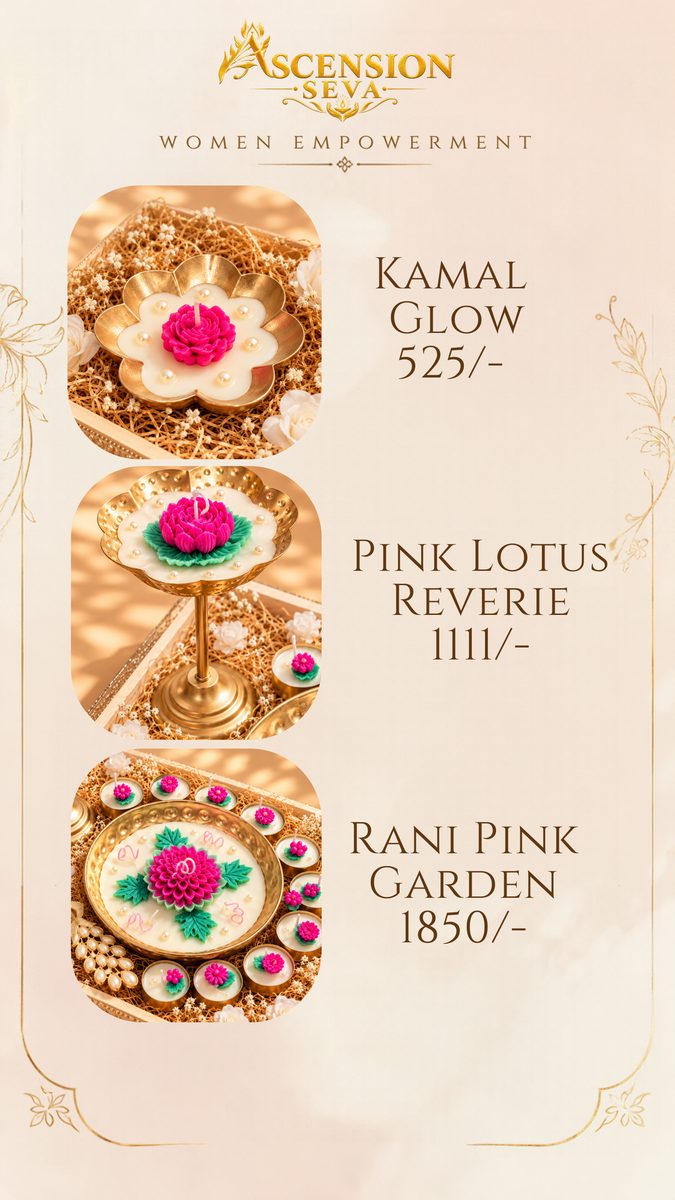 ASCENSION
SEVA
WOMEN EMPOWERMENT
KAMAL
GLOW
525/-
PINK LOTUS
REVERIE
1111/-
RANI PINK
GARDEN
1850/-